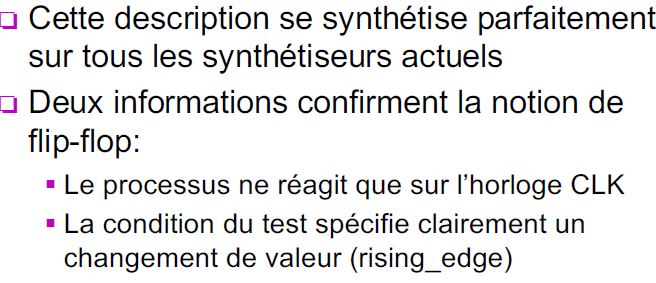 Cette description se synthétise parfaitement
sur tous les synthétiseurs actuels
Deux informations confirment la notion de
flip-flop:
Le processus ne réagit que sur l'horloge CLK
La condition du test spécifie clairement un
changement de valeur (rising_edge)